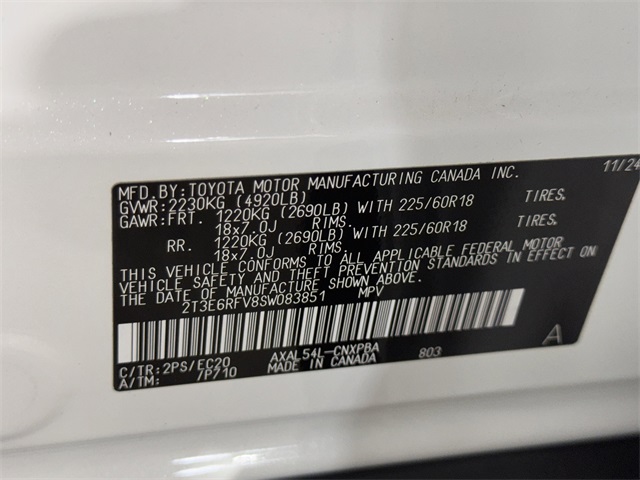 MFD.BY:TOYOTA MOTOR MANUFACTURING CANADA INC. 11/24
GVWR:2230KG (4920LB)
GAWR:FRT. 1220KG (2690LB) WITH 225/60R18 TIRES.
18x7.0J RIMS.
RR. 1220KG (2690LB) WITH 225/60R18 TIRES.
18x7.0J RIMS.
THIS VEHICLE CONFORMS TO ALL APPLICABLE FEDERAL MOTOR
VEHICLE SAFETY AND THEFT PREVENTION STANDARDS IN EFFECT ON
THE DATE OF MANUFACTURE SHOWN ABOVE.
2T3E6RFV8SW083851 MPV
A
C/TR:2PS/EC20 AXAL54L-CNXPBA 803
A/TM: /P710 MADE IN CANADA